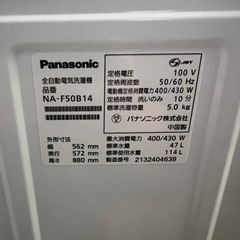 Panasonic
全自動電気洗濯機
品番
NA-F50B14
外形寸法
幅 562 mm
奥行 572 mm
高さ 880 mm
JET
定格電圧 100 V
定格周波数 50/60 Hz
電動機定格消費電力 400/430 W
定格時間 洗いのみ 10分
標準洗濯容量 5.0 kg
パナソニック株式会社
中国製
最大消費電力 400/430 W
標準水量 47 L
標準使用水量 114 L
製造番号 2132404639